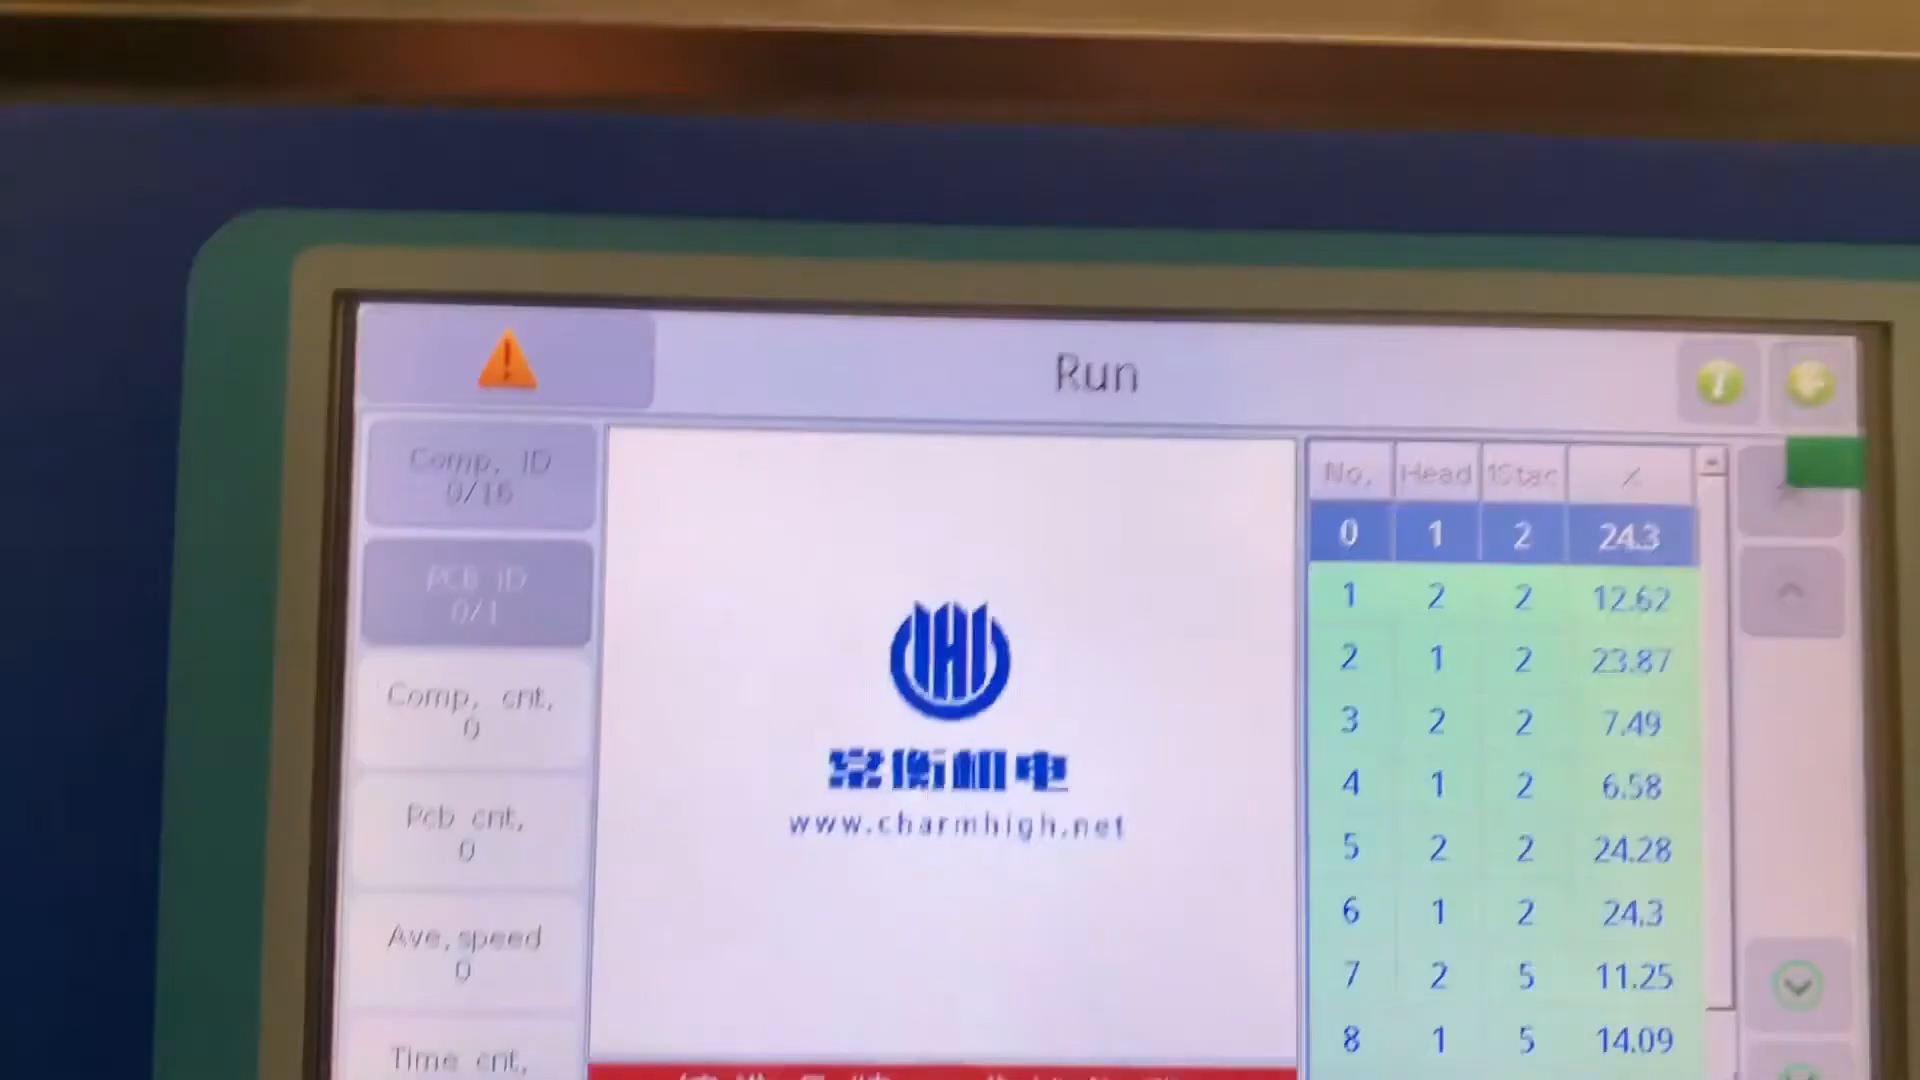 Run
Comp. ID
0/16
PCB ID
0/1
Comp. cnt.
0
Pcb cnt.
0
Ave.speed
0
Time cnt.
常衡机电
www.charmhigh.net
No. Head 1Stac X
0 1 2 24.3
1 2 2 12.62
2 1 2 23.87
3 2 2 7.49
4 1 2 6.58
5 2 2 24.28
6 1 2 24.3
7 2 5 11.25
8 1 5 14.09